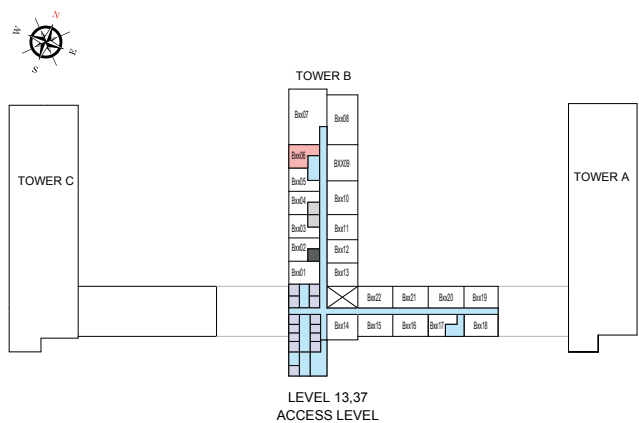 N
W
E
S
TOWER B
Bxx07
Bxx08
Bxx06
BXX09
Bxx05
TOWER C
TOWER A
Bxx04
Bxx10
Bxx03
Bxx11
Bxx02
Bxx12
Bxx01
Bxx13
Bxx22
Bxx21
Bxx20
Bxx19
Bxx14
Bxx15
Bxx16
Bxx17
Bxx18
LEVEL 13,37
ACCESS LEVEL